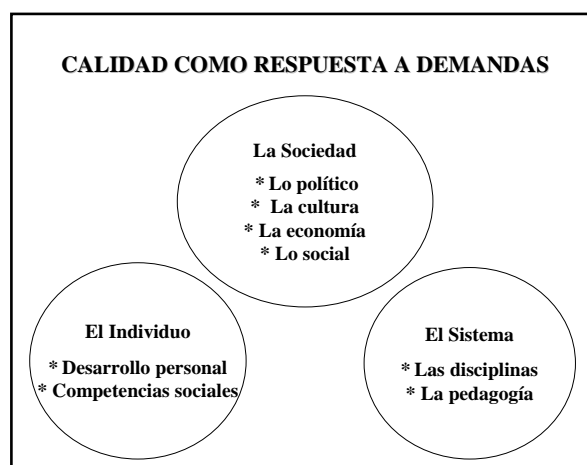 CALIDAD COMO RESPUESTA A DEMANDAS
La Sociedad
* Lo político
* La cultura
* La economía
* Lo social
El Individuo
* Desarrollo personal
* Competencias sociales
El Sistema
* Las disciplinas
* La pedagogía